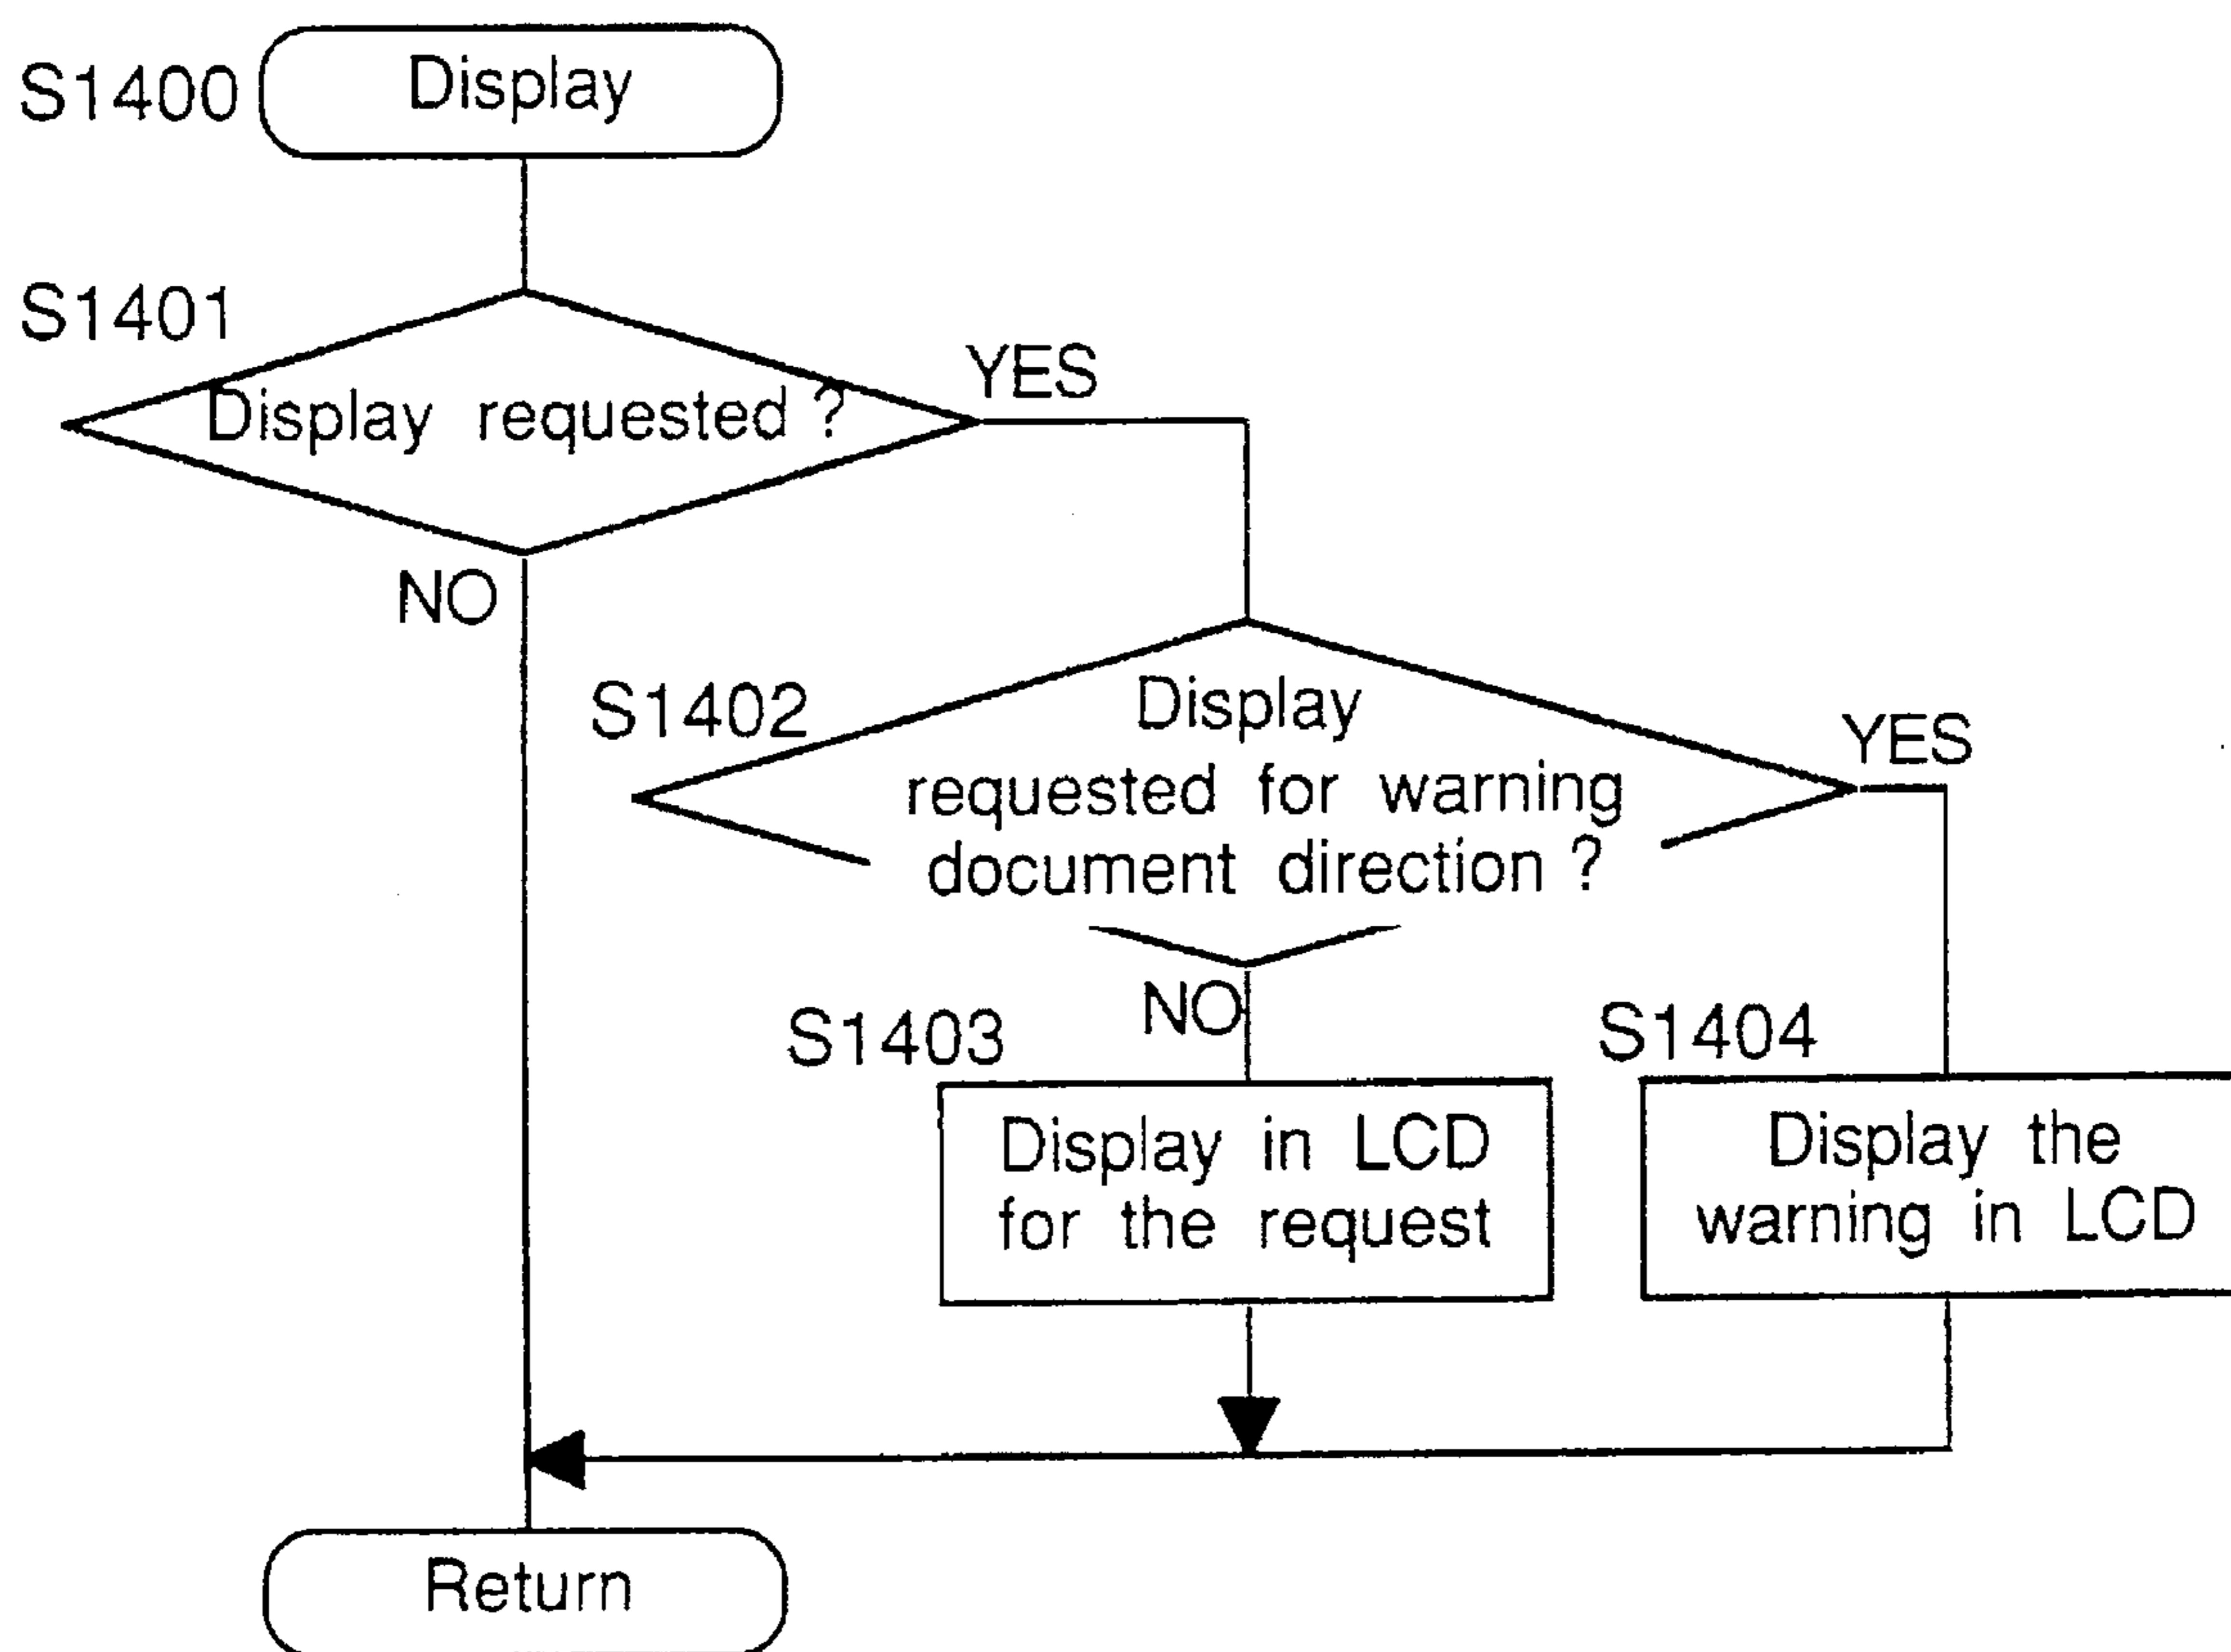 S1400
Display
S1401
Display requested ?
YES
NO
S1402
Display
requested for warning
document direction ?
YES
NO
S1403
Display in LCD
for the request
S1404
Display the
warning in LCD
Return